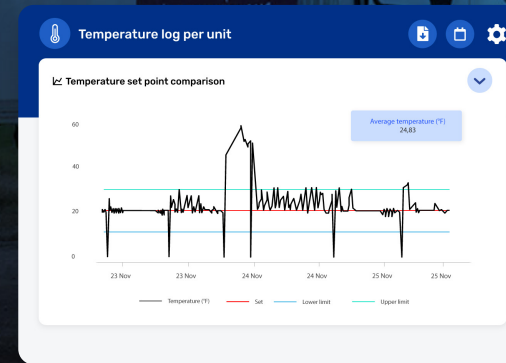 Temperature log per unit
Temperature set point comparison
Average temperature (°F)
24,83
60
40
20
0
23 Nov 23 Nov 24 Nov 24 Nov 25 Nov 25 Nov
Temperature (°F) Set Lower limit Upper limit